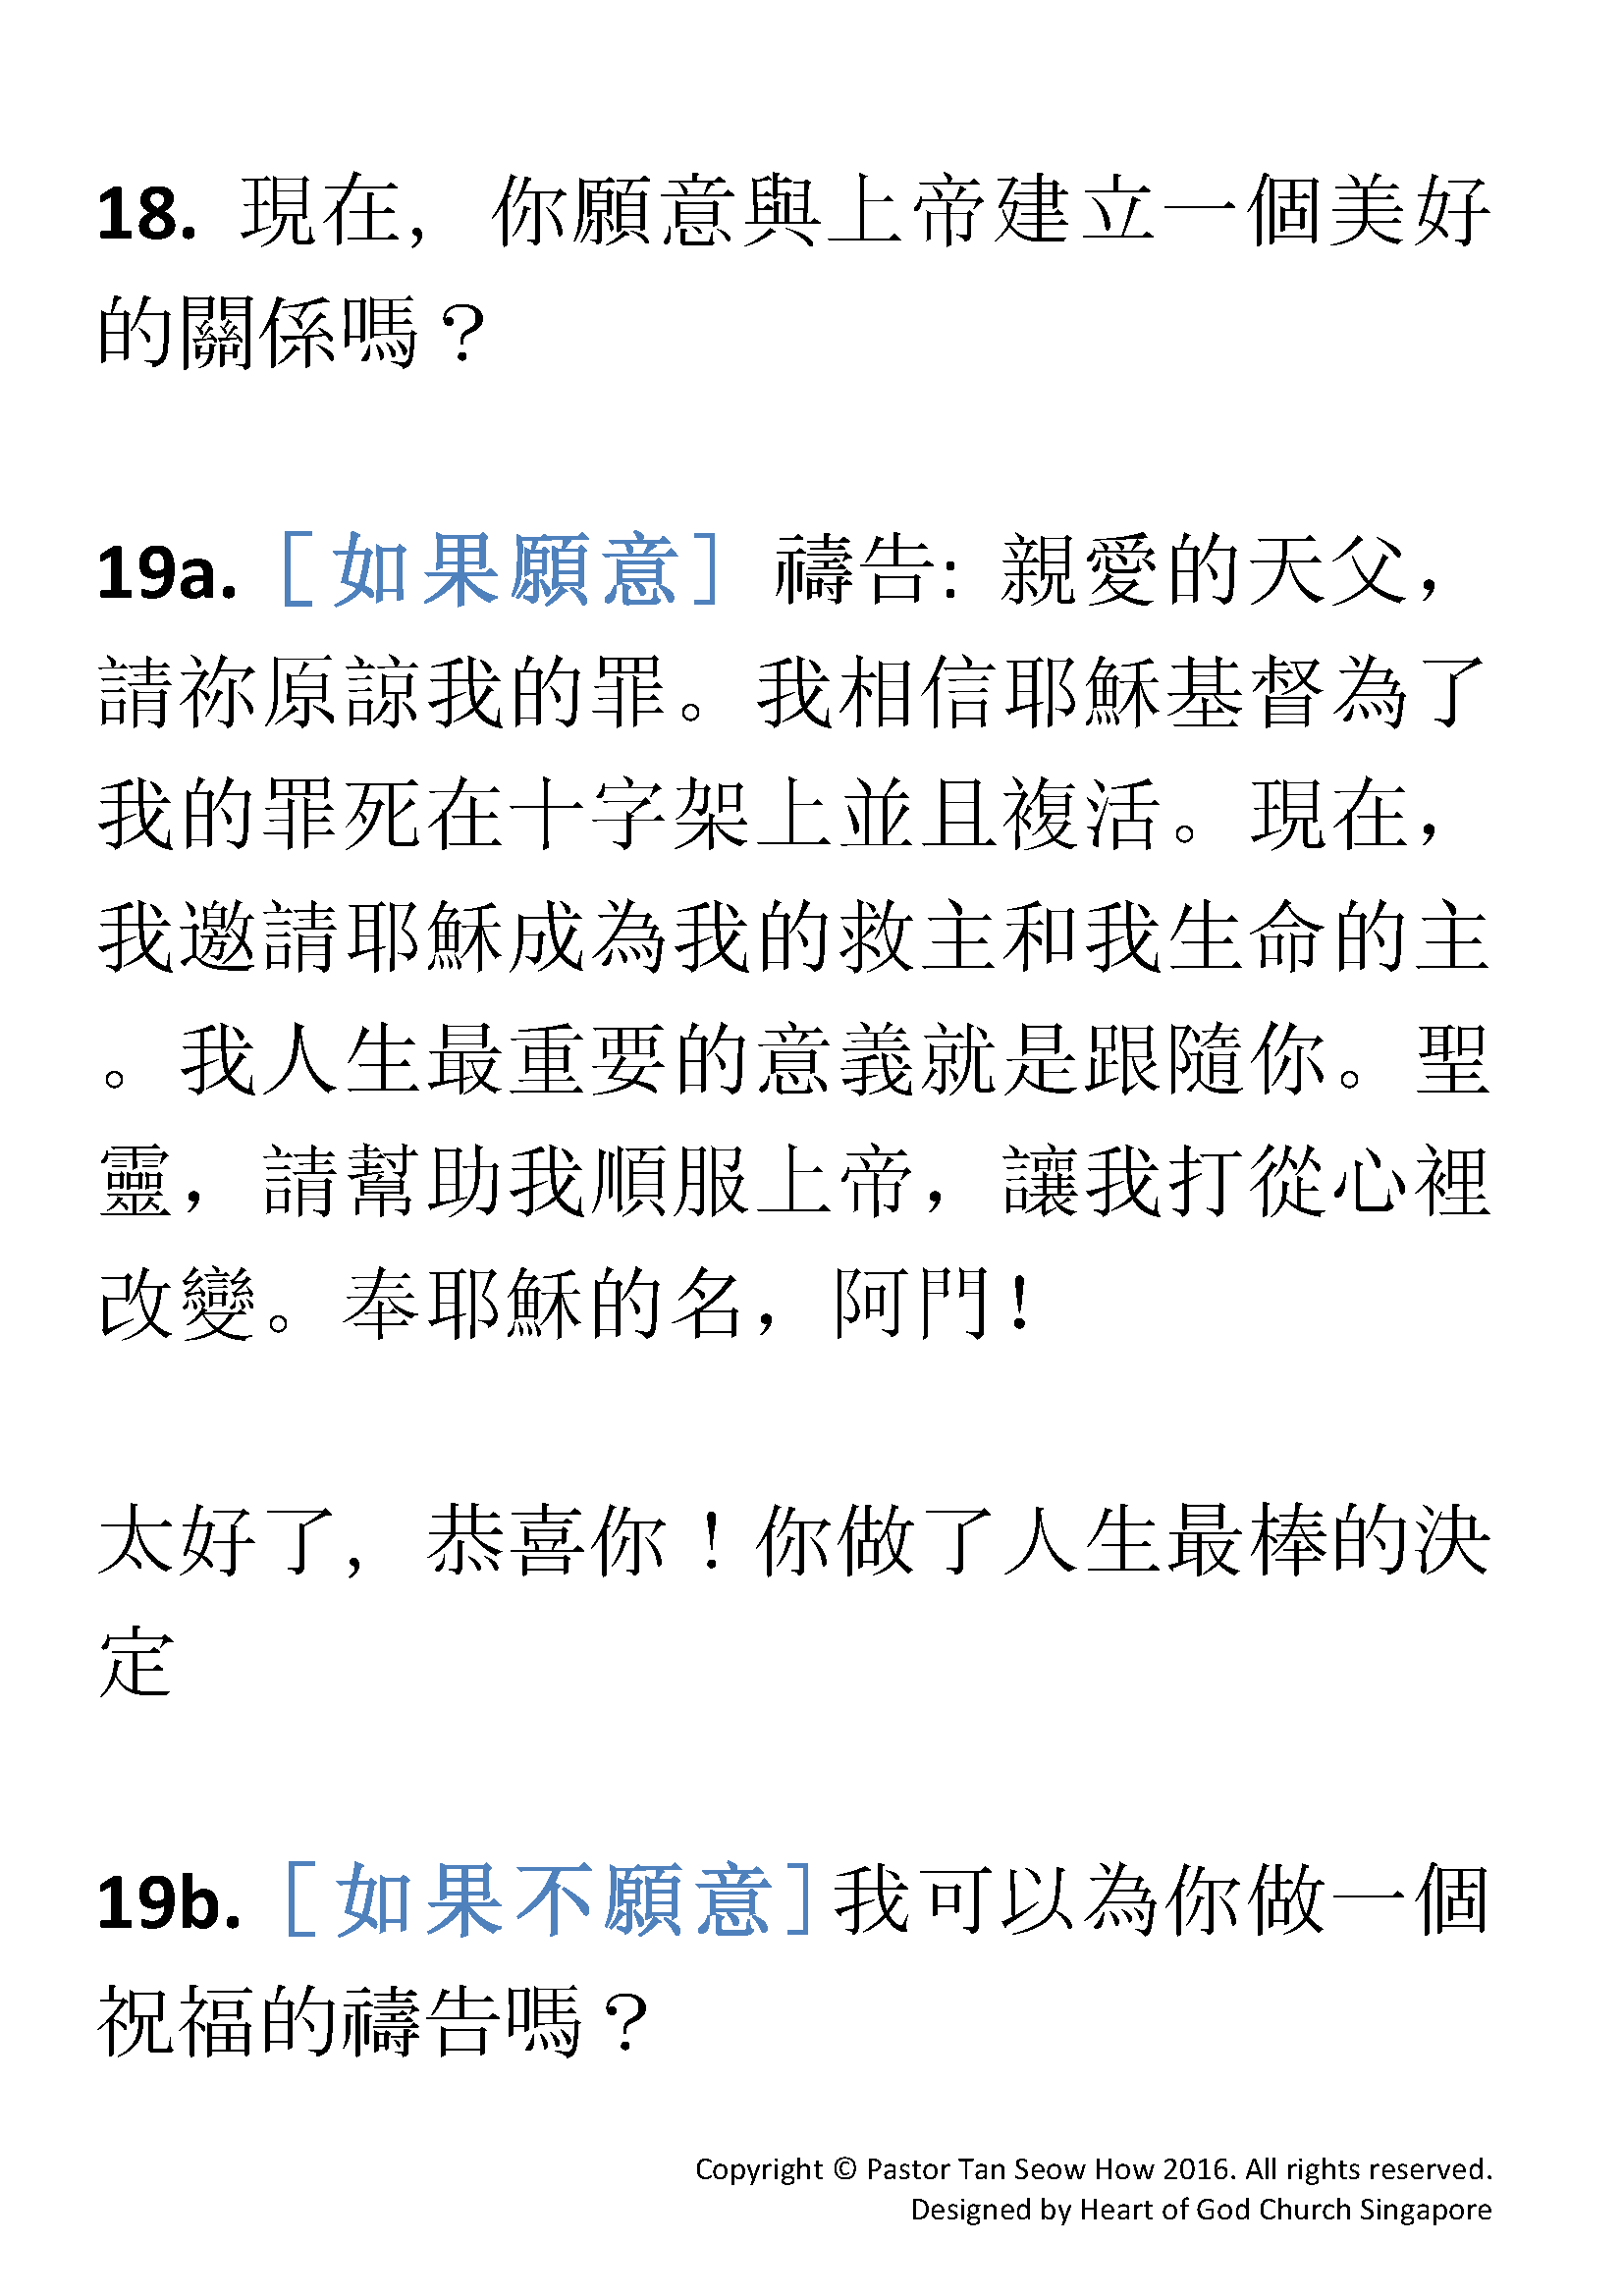 18. 現在, 你願意與上帝建立一個美好
的關係嗎？
19a. [如果願意] 禱告: 親愛的天父，
請祢原諒我的罪。我相信耶穌基督為了
我的罪死在十字架上並且複活。現在，
我邀請耶穌成為我的救主和我生命的主
。我人生最重要的意義就是跟隨你。聖
靈，請幫助我順服上帝，讓我打從心裡
改變。奉耶穌的名，阿門!
太好了, 恭喜你！你做了人生最棒的決
定
19b. [如果不願意]我可以為你做一個
祝福的禱告嗎？
Copyright © Pastor Tan Seow How 2016. All rights reserved.
Designed by Heart of God Church Singapore